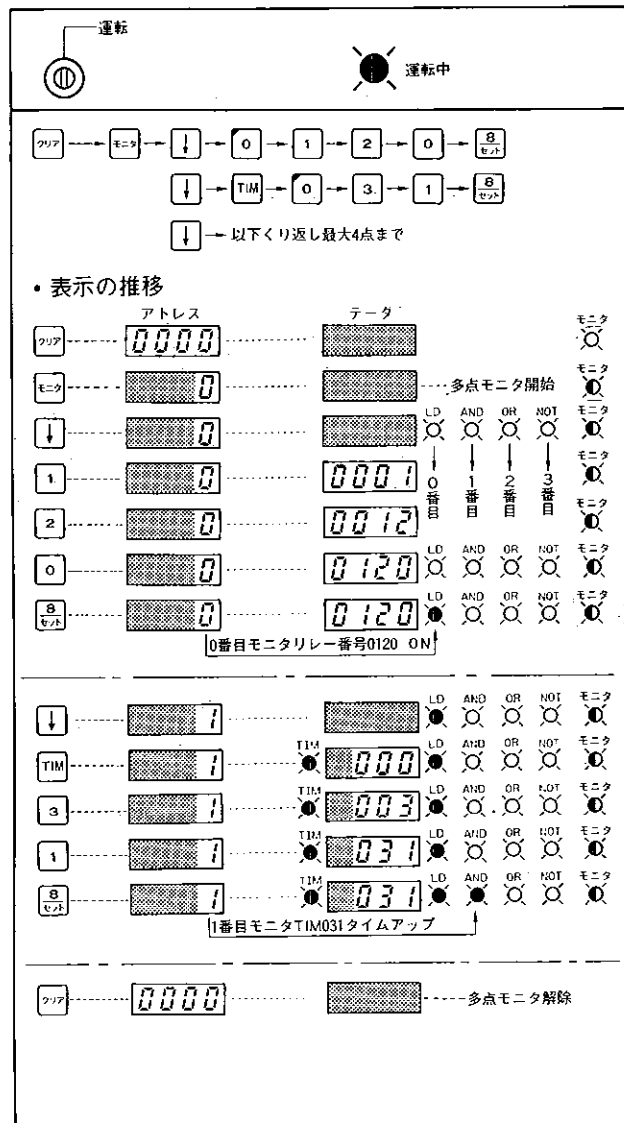 運転
運転中
クリア モニタ ↓ 0 1 2 0 8 セット
↓ TIM 0 3. 1 8 セット
↓ 以下くり返し最大4点まで
・表示の推移
アトレス テータ モニタ
クリア 0000
モニタ 0 多点モニタ開始 モニタ
↓ 0 LD AND OR NOT モニタ
1. 0 0001 0番目 1番目 2番目 3番目 モニタ
2 0 0012 モニタ
0 0 0120 LD AND OR NOT モニタ
8 セット 0 0120 LD AND OR NOT モニタ
0番目モニタリレー番号0120 ON
↓ 1 LD AND OR NOT モニタ
TIM 1 TIM 000 LD AND OR NOT モニタ
3 1 TIM 003 LD AND OR NOT モニタ
1 1 TIM 031 LD AND OR NOT モニタ
8 セット 1 TIM 031 LD AND OR NOT モニタ
1番目モニタTIM031タイムアップ
クリア 0000 多点モニタ解除